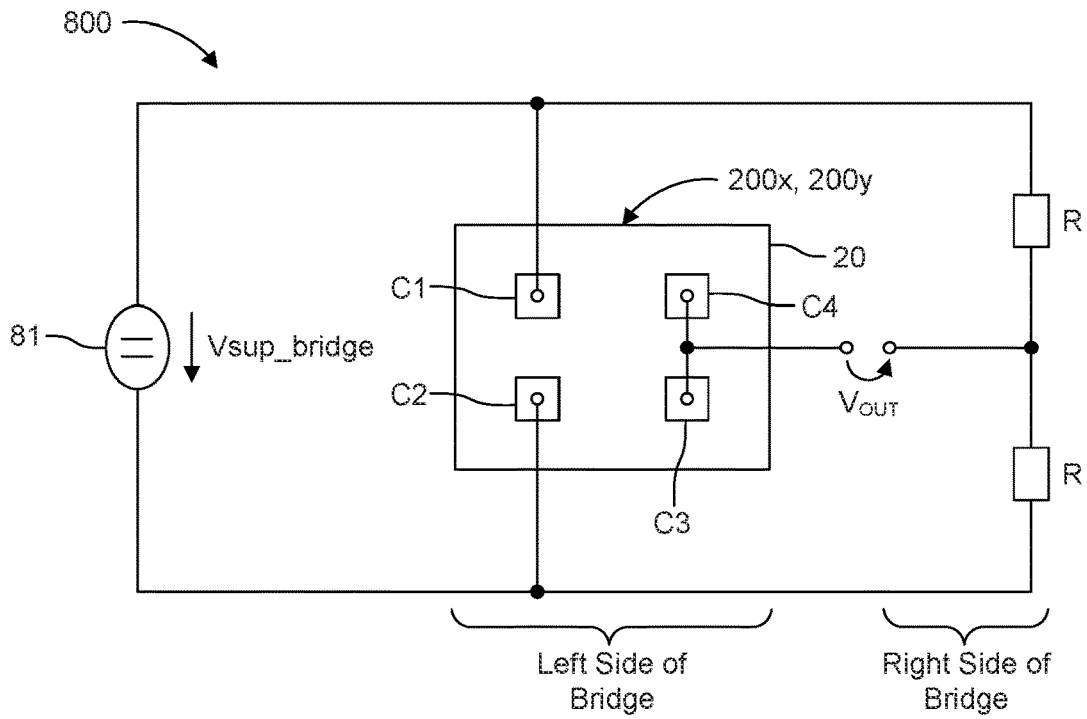 800
200x, 200y
20
R
C1
C4
81
Vsup_bridge
C2
VOUT
R
C3
Left Side of
Bridge
Right Side of
Bridge